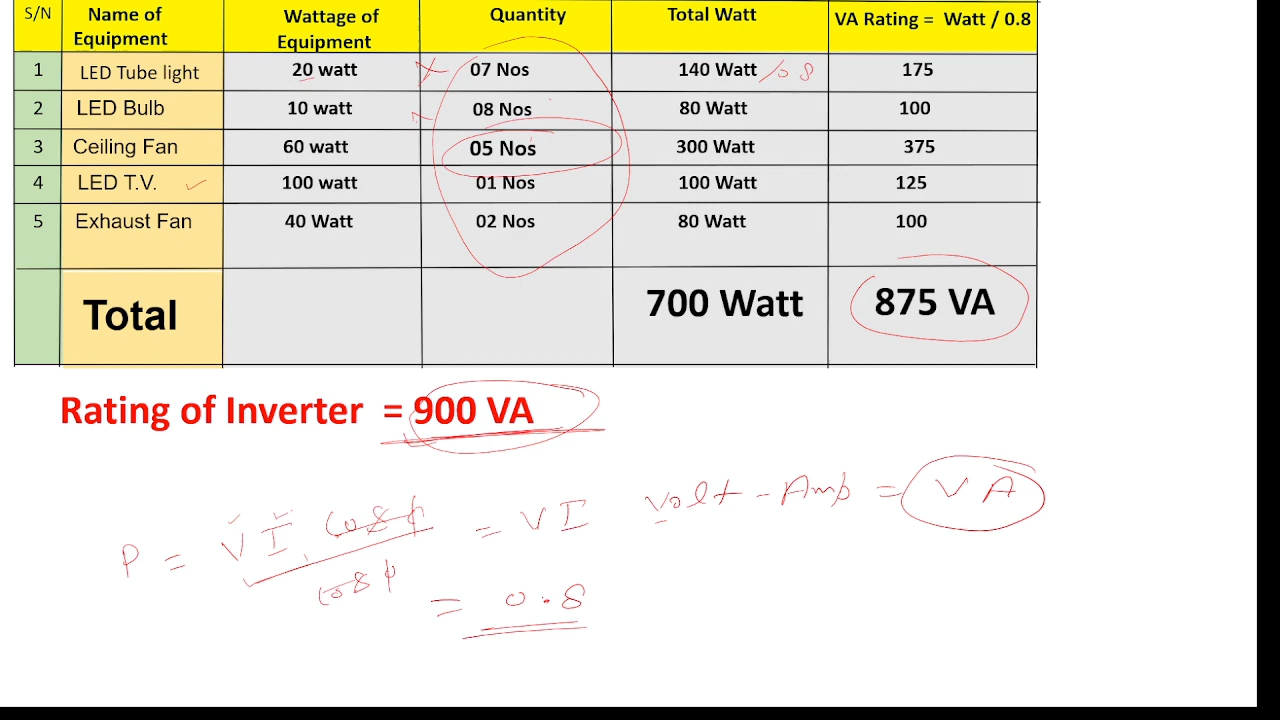 S/N Name of Equipment Wattage of Equipment Quantity Total Watt VA Rating = Watt / 0.8
1 LED Tube light 20 watt 07 Nos 140 Watt /0.8 175
2 LED Bulb 10 watt 08 Nos 80 Watt 100
3 Ceiling Fan 60 watt 05 Nos 300 Watt 375
4 LED T.V. 100 watt 01 Nos 100 Watt 125
5 Exhaust Fan 40 Watt 02 Nos 80 Watt 100
Total 700 Watt 875 VA
Rating of Inverter = 900 VA
P = V I . cos φ / cos φ = V I Volt - Amp = VA
= 0.8